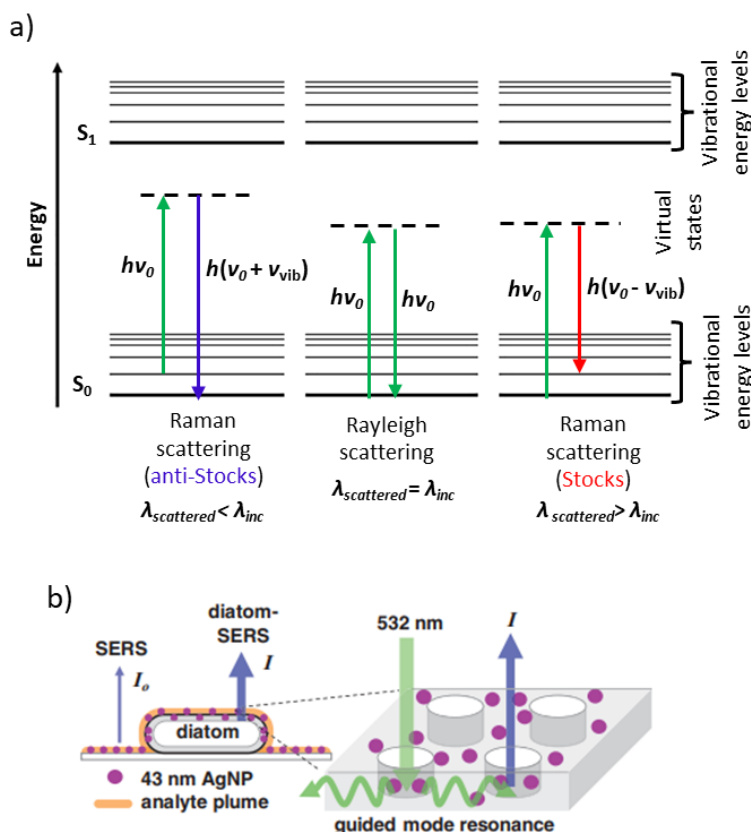 a)
Energy
S1
S0
Vibrational
energy levels
Virtual
states
Vibrational
energy levels
hν0
h(ν0 + νvib)
hν0
hν0
hν0
h(ν0 - νvib)
Raman
scattering
(anti-Stocks)
λscattered < λinc
Rayleigh
scattering
λscattered = λinc
Raman
scattering
(Stocks)
λ scattered > λinc
b)
SERS
Io
diatom-
SERS
I
diatom
43 nm AgNP
analyte plume
532 nm
I
guided mode resonance